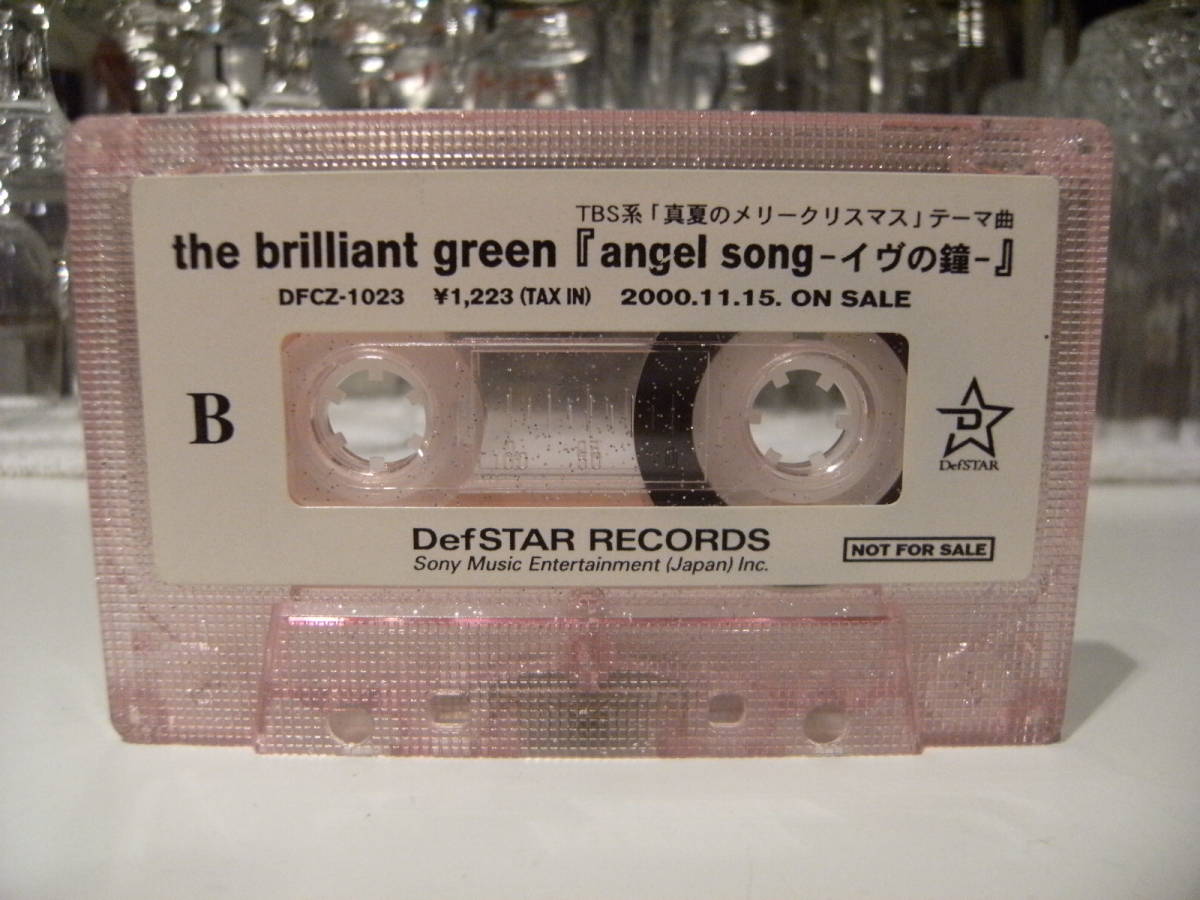 TBS系「真夏のメリークリスマス」テーマ曲
the brilliant green『angel song-イヴの鐘-』
DFCZ-1023 ¥1,223 (TAX IN) 2000.11.15. ON SALE
B
D
DefSTAR
DefSTAR RECORDS
Sony Music Entertainment (Japan) Inc.
NOT FOR SALE